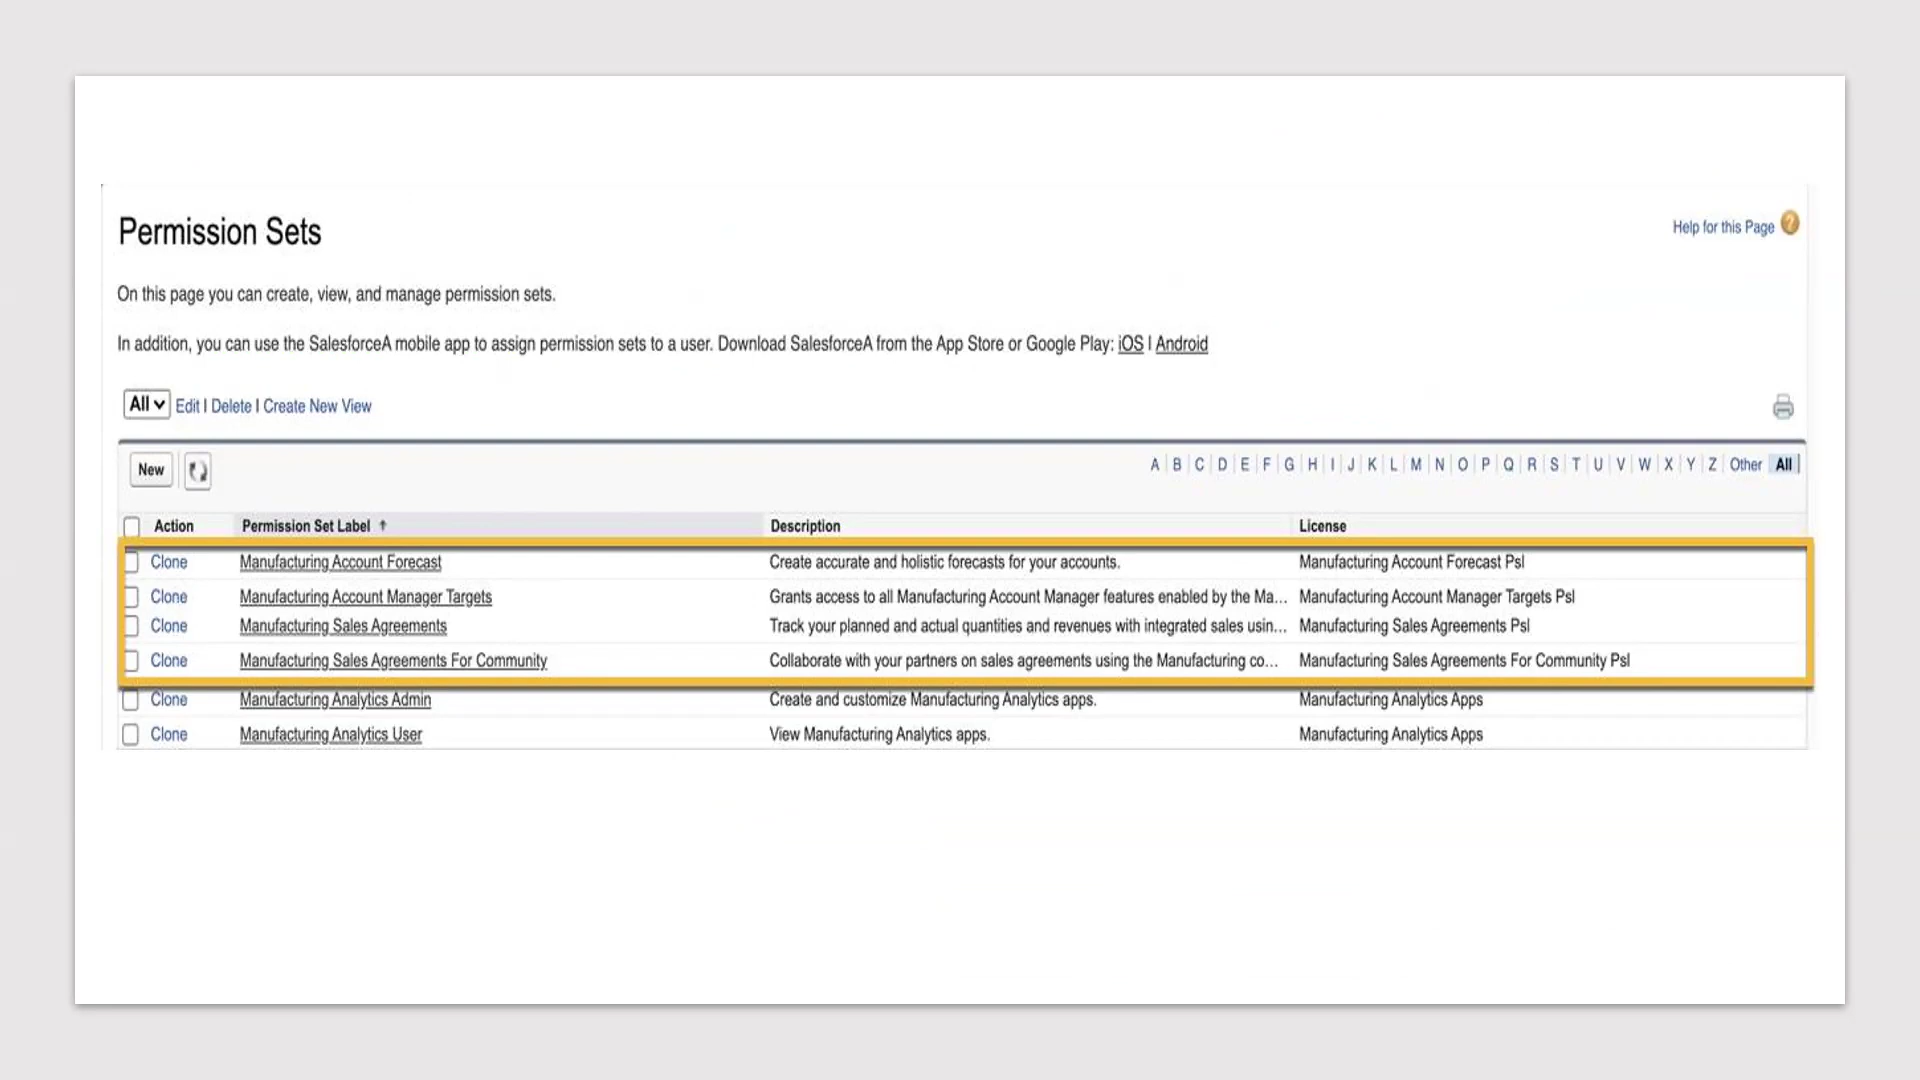 Permission Sets
Help for this Page ?
On this page you can create, view, and manage permission sets.
In addition, you can use the SalesforceA mobile app to assign permission sets to a user. Download SalesforceA from the App Store or Google Play: iOS | Android
All Edit | Delete | Create New View
New
A B C D E F G H I J K L M N O P Q R S T U V W X Y Z Other All
Action Permission Set Label ↑ Description License
Clone Manufacturing Account Forecast Create accurate and holistic forecasts for your accounts. Manufacturing Account Forecast Psl
Clone Manufacturing Account Manager Targets Grants access to all Manufacturing Account Manager features enabled by the Ma... Manufacturing Account Manager Targets Psl
Clone Manufacturing Sales Agreements Track your planned and actual quantities and revenues with integrated sales usin... Manufacturing Sales Agreements Psl
Clone Manufacturing Sales Agreements For Community Collaborate with your partners on sales agreements using the Manufacturing co... Manufacturing Sales Agreements For Community Psl
Clone Manufacturing Analytics Admin Create and customize Manufacturing Analytics apps. Manufacturing Analytics Apps
Clone Manufacturing Analytics User View Manufacturing Analytics apps. Manufacturing Analytics Apps